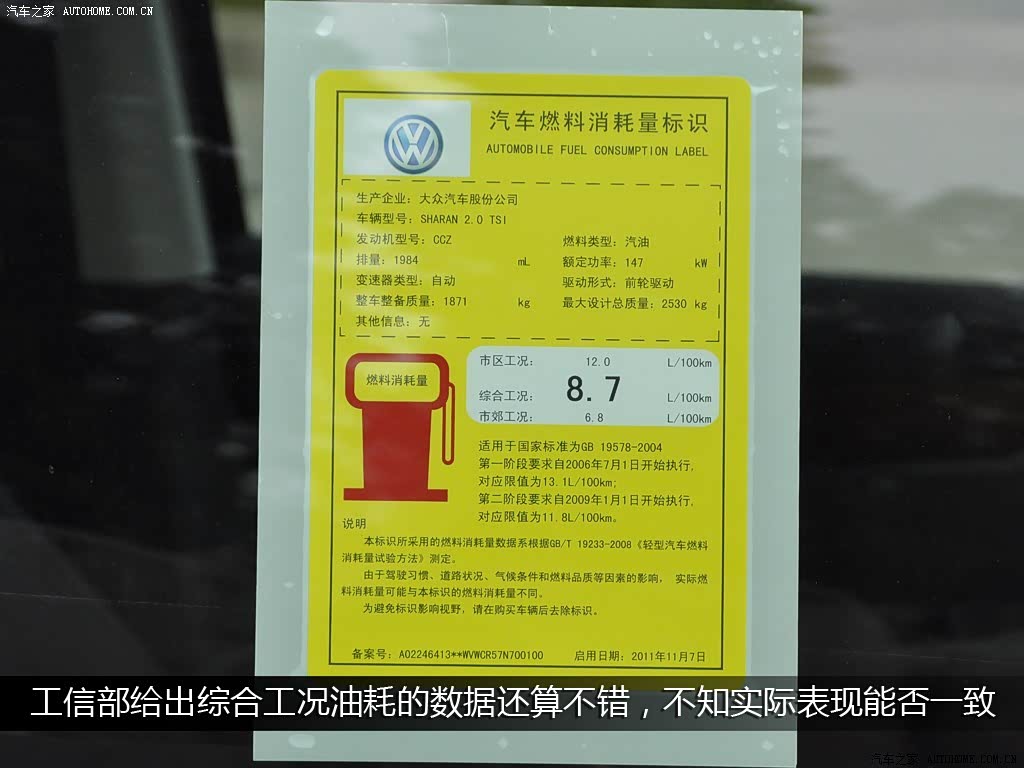 汽车之家 AUTOHOME.COM.CN
汽车燃料消耗量标识
AUTOMOBILE FUEL CONSUMPTION LABEL
生产企业：大众汽车股份公司
车辆型号：SHARAN 2.0 TSI
发动机型号：CCZ 燃料类型：汽油
排量：1984 mL 额定功率：147 kW
变速器类型：自动 驱动形式：前轮驱动
整车整备质量：1871 kg 最大设计总质量：2530 kg
其他信息：无
燃料消耗量
市区工况： 12.0 L/100km
综合工况： 8.7 L/100km
市郊工况： 6.8 L/100km
适用于国家标准为GB 19578-2004
第一阶段要求自2006年7月1日开始执行，
对应限值为13.1L/100km；
第二阶段要求自2009年1月1日开始执行，
对应限值为11.8L/100km。
说明
本标识所采用的燃料消耗量数据系根据GB/T 19233-2008《轻型汽车燃料
消耗量试验方法》测定。
由于驾驶习惯、道路状况、气候条件和燃料品质等因素的影响， 实际燃
料消耗量可能与本标识的燃料消耗量不同。
为避免标识影响视野，请在购买车辆后去除标识。
备案号：A02246413**WVWCR57N700100 启用日期：2011年11月7日
工信部给出综合工况油耗的数据还算不错，不知实际表现能否一致
汽车之家 AUTOHOME.COM.CN